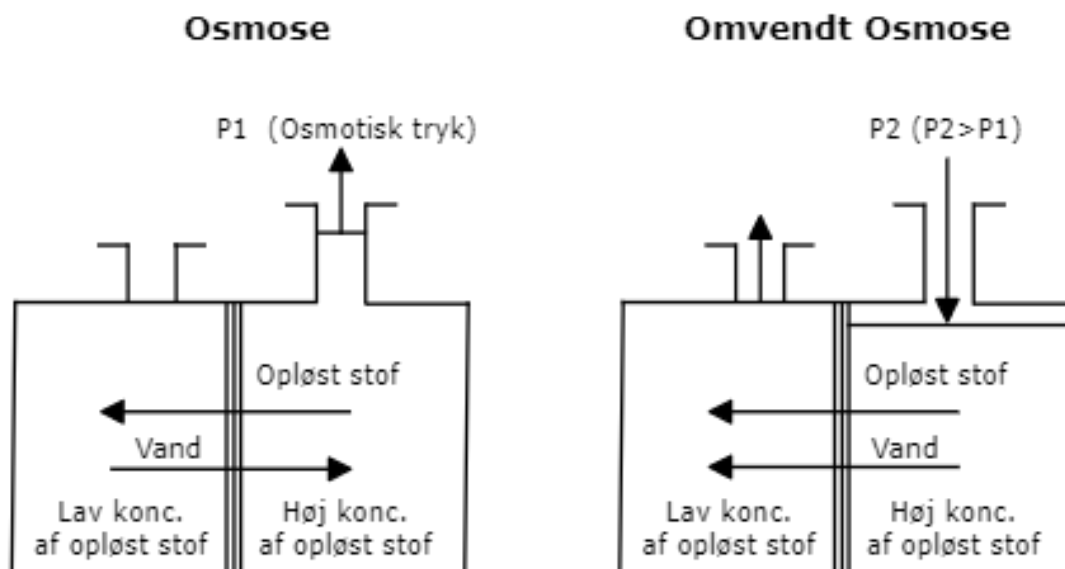 Osmose
P1 (Osmotisk tryk)
Opløst stof
Vand
Lav konc.
af opløst stof
Høj konc.
af opløst stof
Omvendt Osmose
P2 (P2>P1)
Opløst stof
Vand
Lav konc.
af opløst stof
Høj konc.
af opløst stof